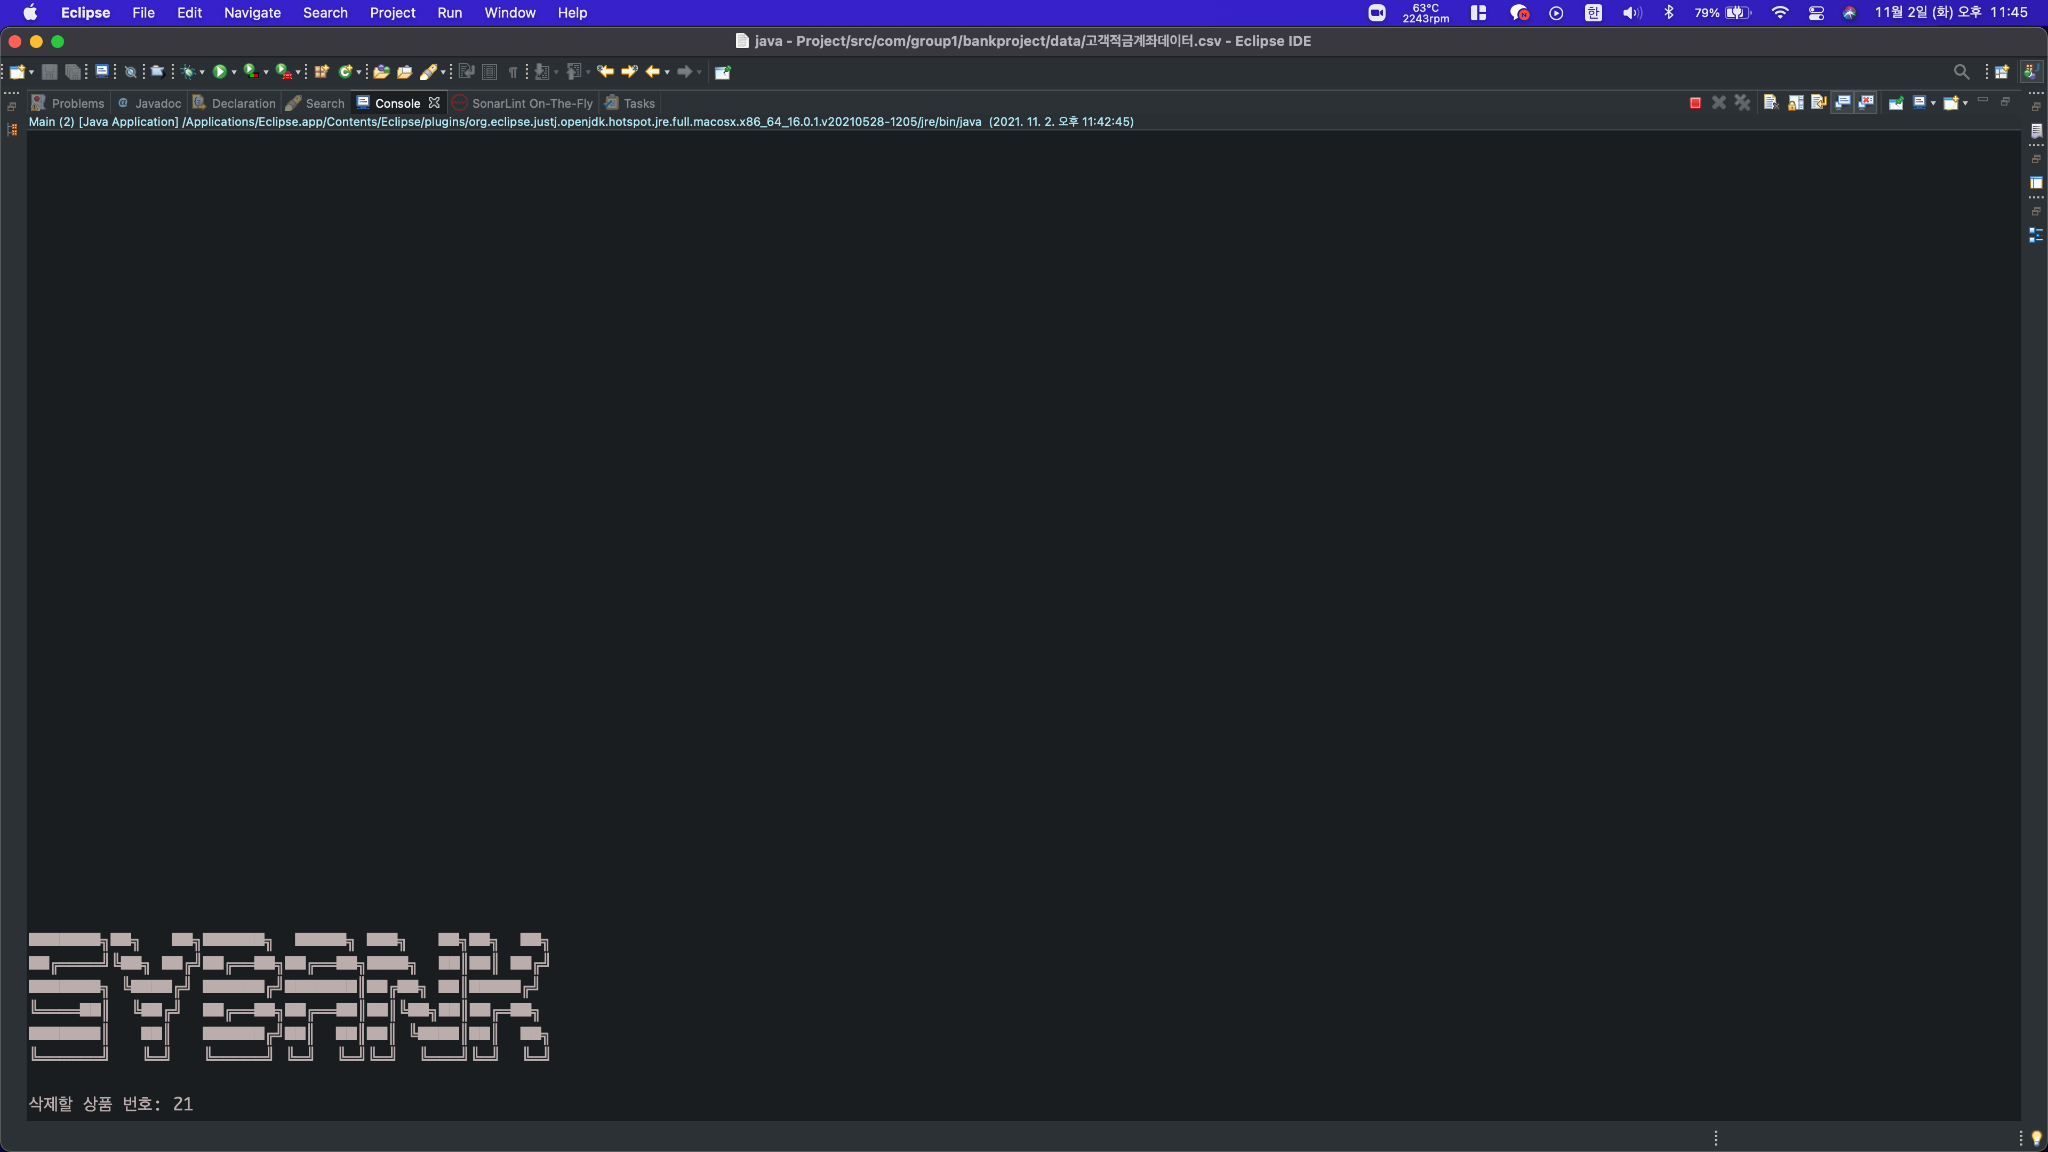 Eclipse File Edit Navigate Search Project Run Window Help 63°C 2243rpm 한 79% 11월 2일 (화) 오후 11:45
java - Project/src/com/group1/bankproject/data/고객적금계좌데이터.csv - Eclipse IDE
Problems @ Javadoc Declaration Search Console SonarLint On-The-Fly Tasks
Main (2) [Java Application] /Applications/Eclipse.app/Contents/Eclipse/plugins/org.eclipse.justj.openjdk.hotspot.jre.full.macosx.x86_64_16.0.1.v20210528-1205/jre/bin/java (2021. 11. 2. 오후 11:42:45)
SYBANK
삭제할 상품 번호: 21